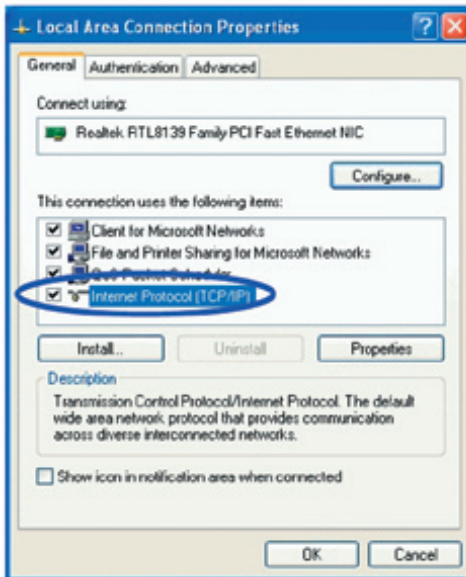 Local Area Connection Properties
General Authentication Advanced
Connect using:
Realtek RTL8139 Family PCI Fast Ethernet NIC
Configure...
This connection uses the following items:
Client for Microsoft Networks
File and Printer Sharing for Microsoft Networks
QoS Packet Scheduler
Internet Protocol (TCP/IP)
Install... Uninstall Properties
Description
Transmission Control Protocol/Internet Protocol. The default
wide area network protocol that provides communication
across diverse interconnected networks.
Show icon in notification area when connected
OK Cancel